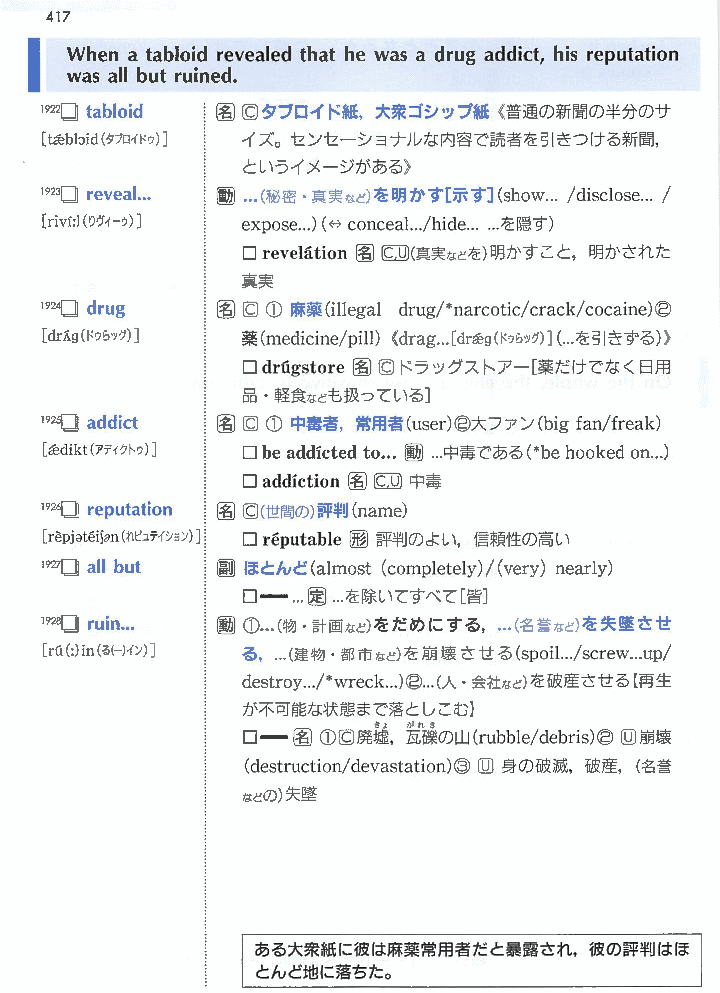 417
When a tabloid revealed that he was a drug addict, his reputation
was all but ruined.
1922 □ tabloid
[tǽblɔid(タブロイドゥ)]
名 Ⓒ タブロイド紙，大衆ゴシップ紙《普通の新聞の半分のサ
イズ。センセーショナルな内容で読者を引きつける新聞，
というイメージがある》
1923 □ reveal...
[rivíːl(りヴィーゥ)]
動 ...(秘密・真実など)を明かす[示す](show... /disclose... /
expose...)(↔ conceal.../hide... ...を隠す)
□ revelátion 名 C,U (真実などを)明かすこと，明かされた
真実
1924 □ drug
[drʌ́g(ドゥらッグ)]
名 Ⓒ ① 麻薬(illegal drug/*narcotic/crack/cocaine)②
薬(medicine/pill)《drag...[drǽg(ドゥらッグ)](...を引きずる)》
□ drúgstore 名 Ⓒ ドラッグストアー[薬だけでなく日用
品・軽食なども扱っている]
1925 □ addict
[ǽdikt(アディクトゥ)]
名 Ⓒ ① 中毒者，常用者(user)②大ファン(big fan/freak)
□ be addícted to... 動 ...中毒である(*be hooked on...)
□ addíction 名 C,U 中毒
1926 □ reputation
[rèpjətéiʃən(れピュテイション)]
名 Ⓒ(世間の)評判(name)
□ réputable 形 評判のよい，信頼性の高い
1927 □ all but
副 ほとんど(almost (completely)/(very) nearly)
□━ ... 定 ...を除いてすべて[皆]
1928 □ ruin...
[rú(ː)in(る(ー)イン)]
動 ①...(物・計画など)をだめにする，...(名誉など)を失墜させ
る，...(建物・都市など)を崩壊させる(spoil.../screw...up/
destroy.../*wreck...)②...(人・会社など)を破産させる【再生
が不可能な状態まで落としこむ】
□━ 名 ①Ⓒ廃墟(きょ)，瓦礫(がれき)の山(rubble/debris)② Ⓤ崩壊
(destruction/devastation)③ Ⓤ 身の破滅，破産，(名誉
などの)失墜
ある大衆紙に彼は麻薬常用者だと暴露され，彼の評判はほ
とんど地に落ちた。